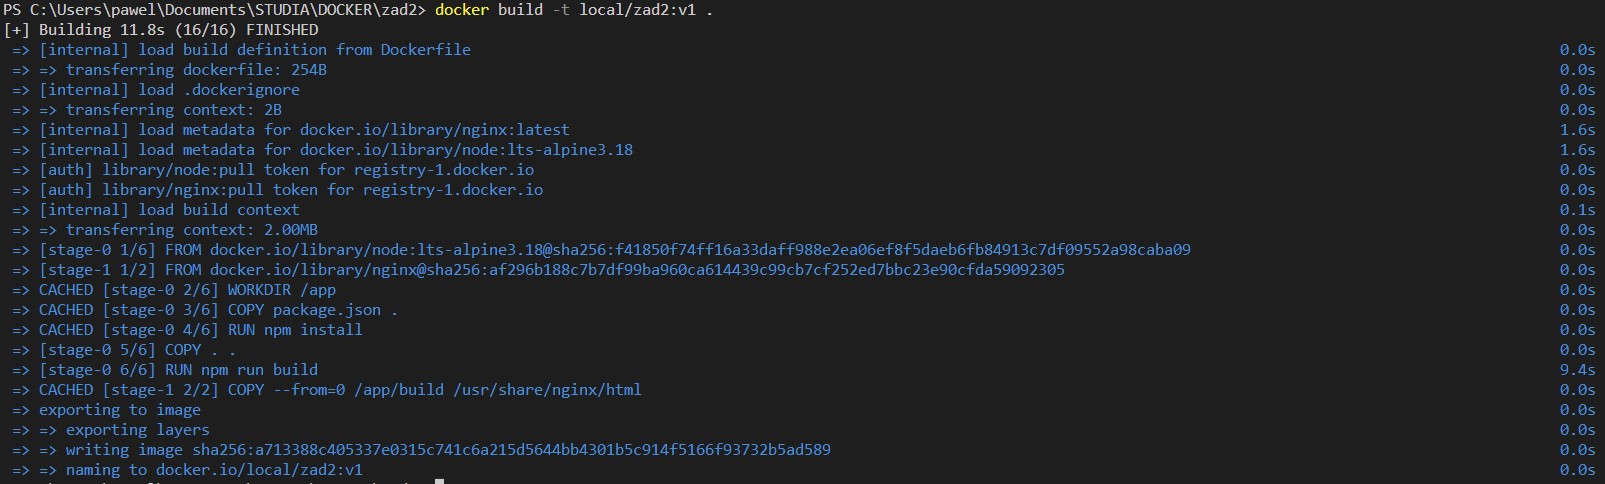 PS C:\Users\pawel\Documents\STUDIA\DOCKER\zad2> docker build -t local/zad2:v1 .
[+] Building 11.8s (16/16) FINISHED
=> [internal] load build definition from Dockerfile 0.0s
=> => transferring dockerfile: 254B 0.0s
=> [internal] load .dockerignore 0.0s
=> => transferring context: 2B 0.0s
=> [internal] load metadata for docker.io/library/nginx:latest 1.6s
=> [internal] load metadata for docker.io/library/node:lts-alpine3.18 1.6s
=> [auth] library/node:pull token for registry-1.docker.io 0.0s
=> [auth] library/nginx:pull token for registry-1.docker.io 0.0s
=> [internal] load build context 0.1s
=> => transferring context: 2.00MB 0.0s
=> [stage-0 1/6] FROM docker.io/library/node:lts-alpine3.18@sha256:f41850f74ff16a33daff988e2ea06ef8f5daeb6fb84913c7df09552a98caba09 0.0s
=> [stage-1 1/2] FROM docker.io/library/nginx@sha256:af296b188c7b7df99ba960ca614439c99cb7cf252ed7bbc23e90cfda59092305 0.0s
=> CACHED [stage-0 2/6] WORKDIR /app 0.0s
=> CACHED [stage-0 3/6] COPY package.json . 0.0s
=> CACHED [stage-0 4/6] RUN npm install 0.0s
=> [stage-0 5/6] COPY . . 0.0s
=> [stage-0 6/6] RUN npm run build 9.4s
=> CACHED [stage-1 2/2] COPY --from=0 /app/build /usr/share/nginx/html 0.0s
=> exporting to image 0.0s
=> => exporting layers 0.0s
=> => writing image sha256:a713388c405337e0315c741c6a215d5644bb4301b5c914f5166f93732b5ad589 0.0s
=> => naming to docker.io/local/zad2:v1 0.0s